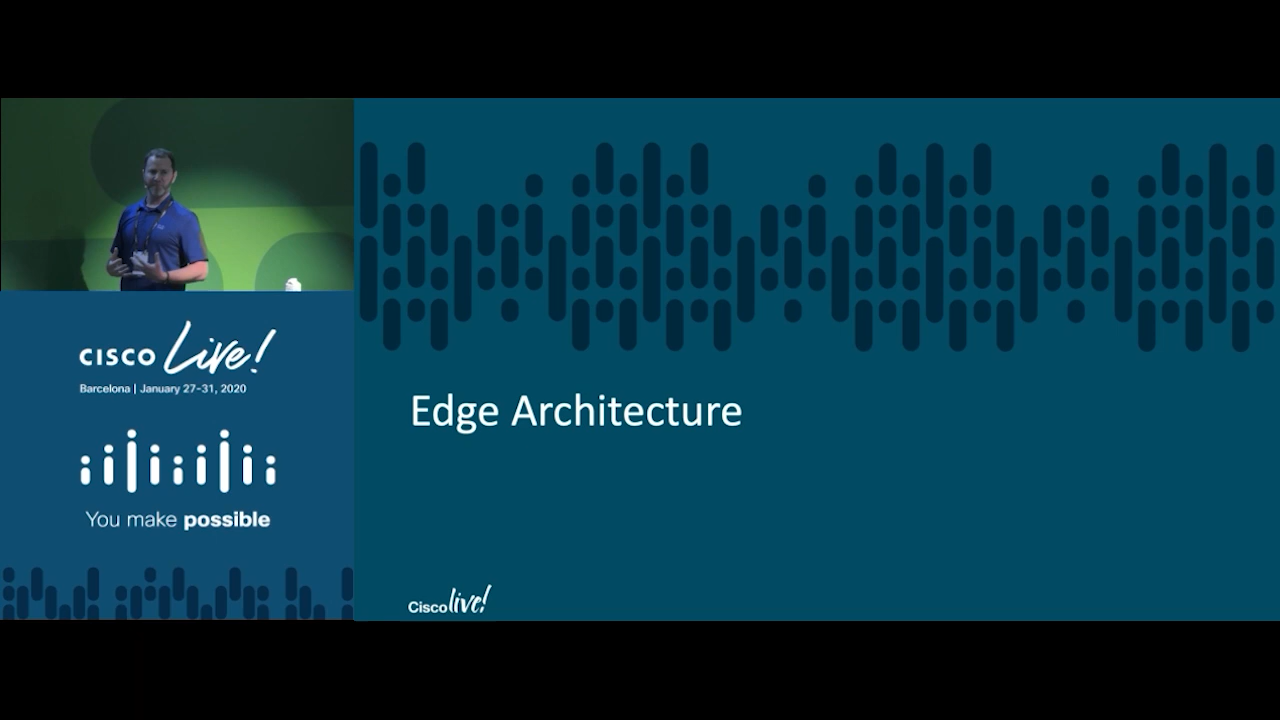 CISCO Live!
Barcelona | January 27-31, 2020
You make possible
Edge Architecture
Cisco live!